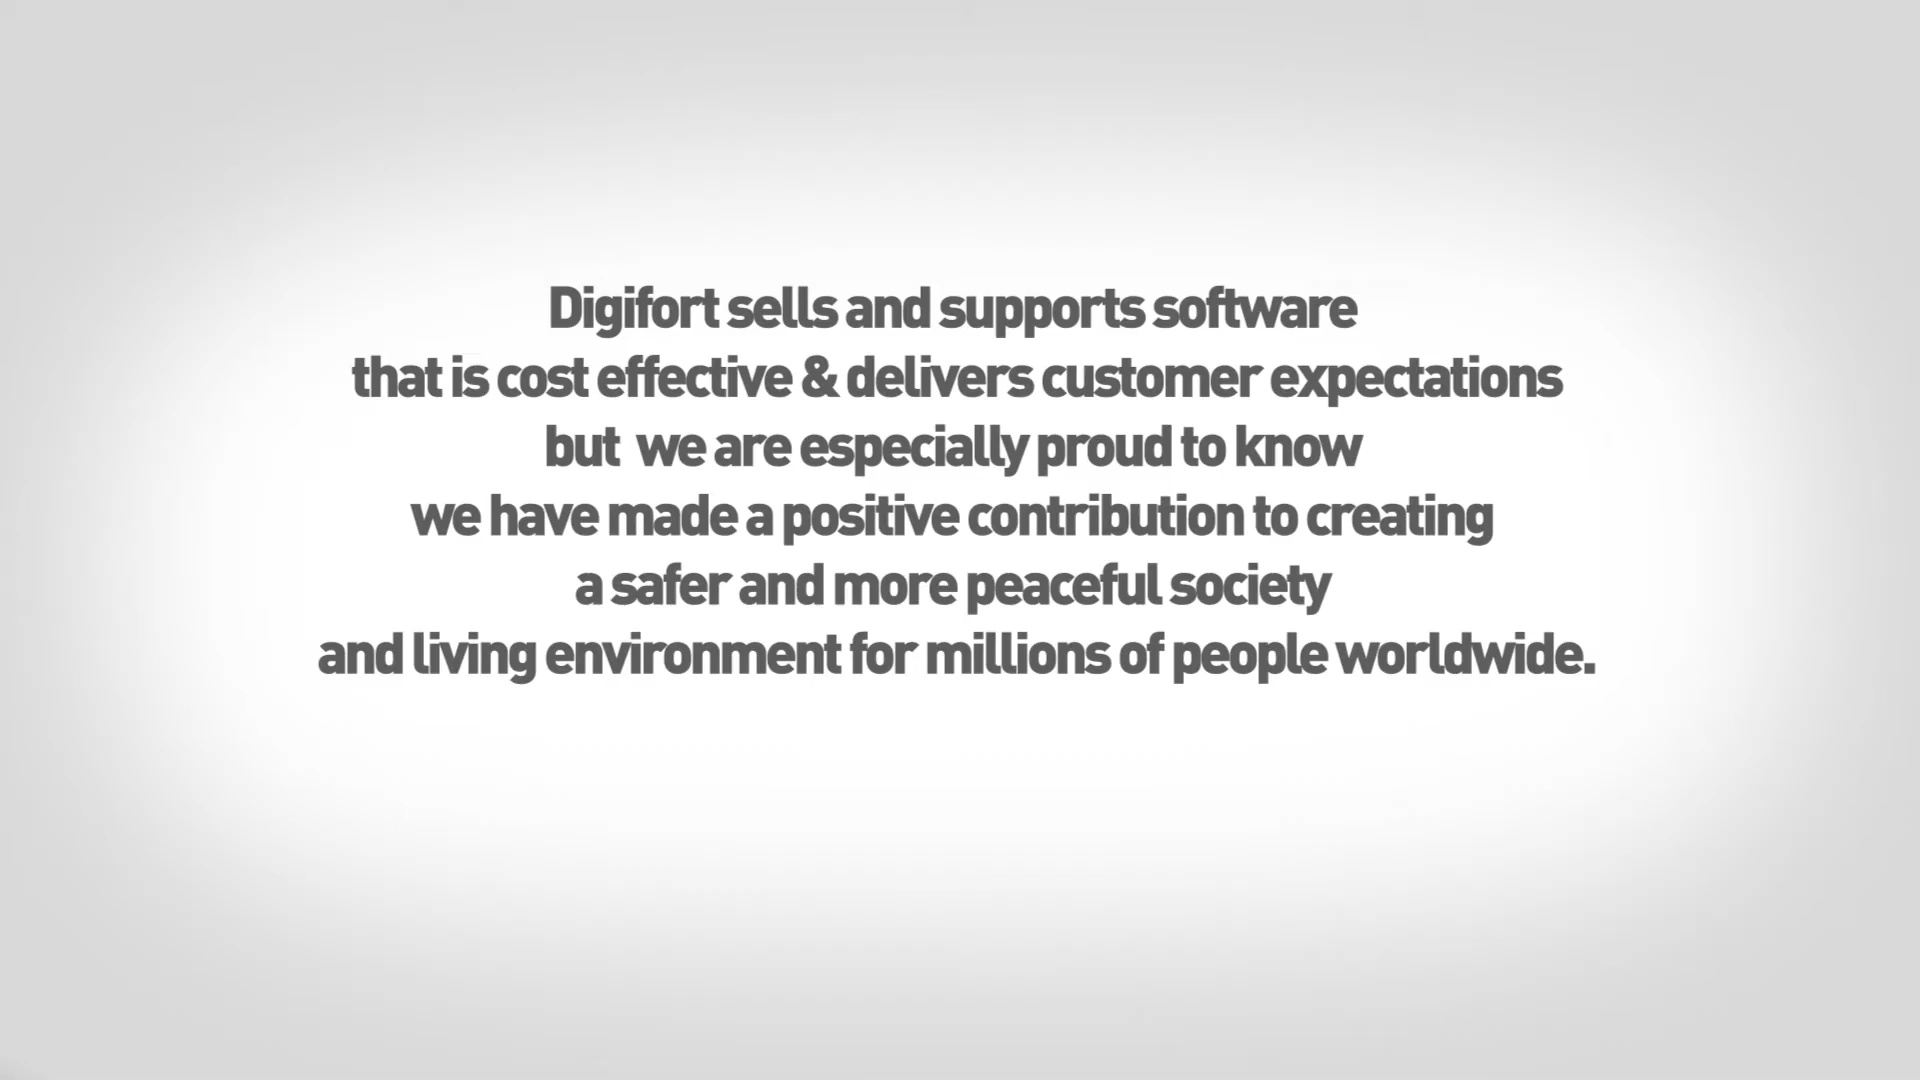 Digifort sells and supports software
that is cost effective & delivers customer expectations
but  we are especially proud to know
we have made a positive contribution to creating
a safer and more peaceful society
and living environment for millions of people worldwide.